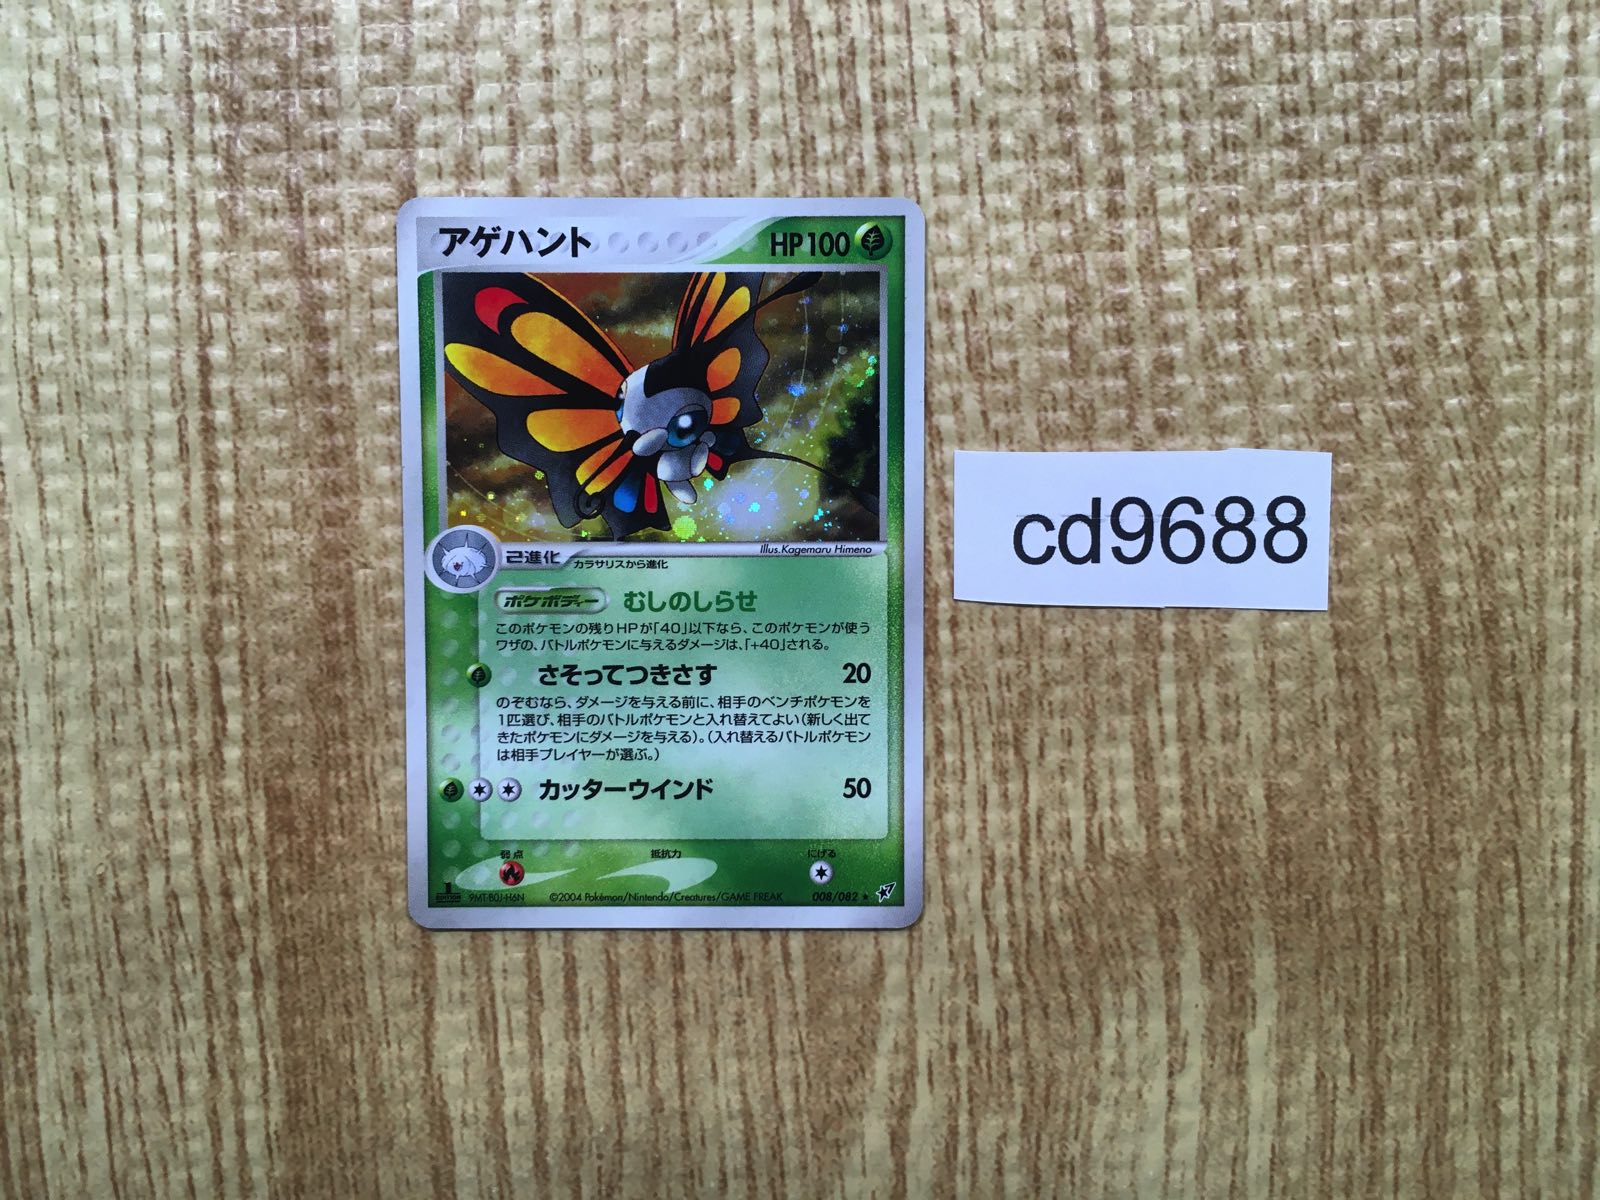 アゲハント HP100
Illus.Kagemaru Himeno
2進化 カラサリスから進化
ポケボディー むしのしらせ
このポケモンの残りHPが「40」以下なら、このポケモンが使う
ワザの、バトルポケモンに与えるダメージは、「+40」される。
さそってつきさす 20
のぞむなら、ダメージを与える前に、相手のベンチポケモンを
1匹選び、相手のバトルポケモンと入れ替えてよい(新しく出て
きたポケモンにダメージを与える)。(入れ替えるバトルポケモン
は相手プレイヤーが選ぶ。)
カッターウインド 50
弱点 抵抗力 にげる
1 EDITION 9MT-B0J-H6N ©2004 Pokémon/Nintendo/Creatures/GAME FREAK 008/082 ★
cd9688